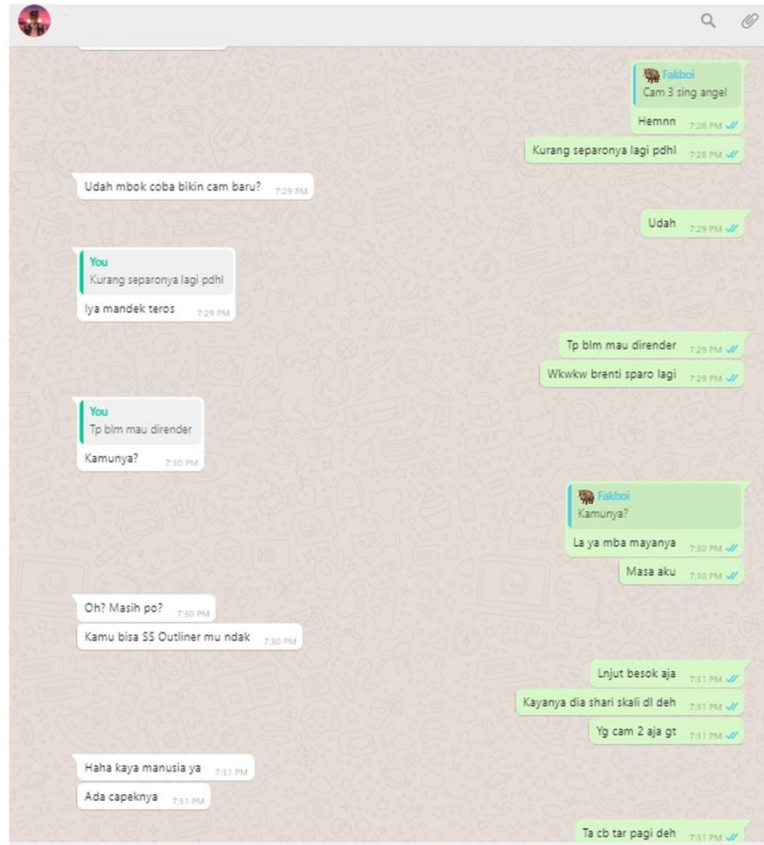 Fakboi
Cam 3 sing angel
Hemnn 7:28 PM
Kurang separonya lagi pdhl 7:28 PM
Udah mbok coba bikin cam baru? 7:29 PM
Udah 7:29 PM
You
Kurang separonya lagi pdhl
Iya mandek teros 7:29 PM
Tp blm mau dirender 7:29 PM
Wkwkw brenti sparo lagi 7:29 PM
You
Tp blm mau dirender
Kamunya? 7:30 PM
Fakboi
Kamunya?
La ya mba mayanya 7:30 PM
Masa aku 7:30 PM
Oh? Masih po? 7:30 PM
Kamu bisa SS Outliner mu ndak 7:30 PM
Lnjut besok aja 7:31 PM
Kayanya dia shari skali dl deh 7:31 PM
Yg cam 2 aja gt 7:31 PM
Haha kaya manusia ya 7:31 PM
Ada capeknya 7:31 PM
Ta cb tar pagi deh 7:31 PM